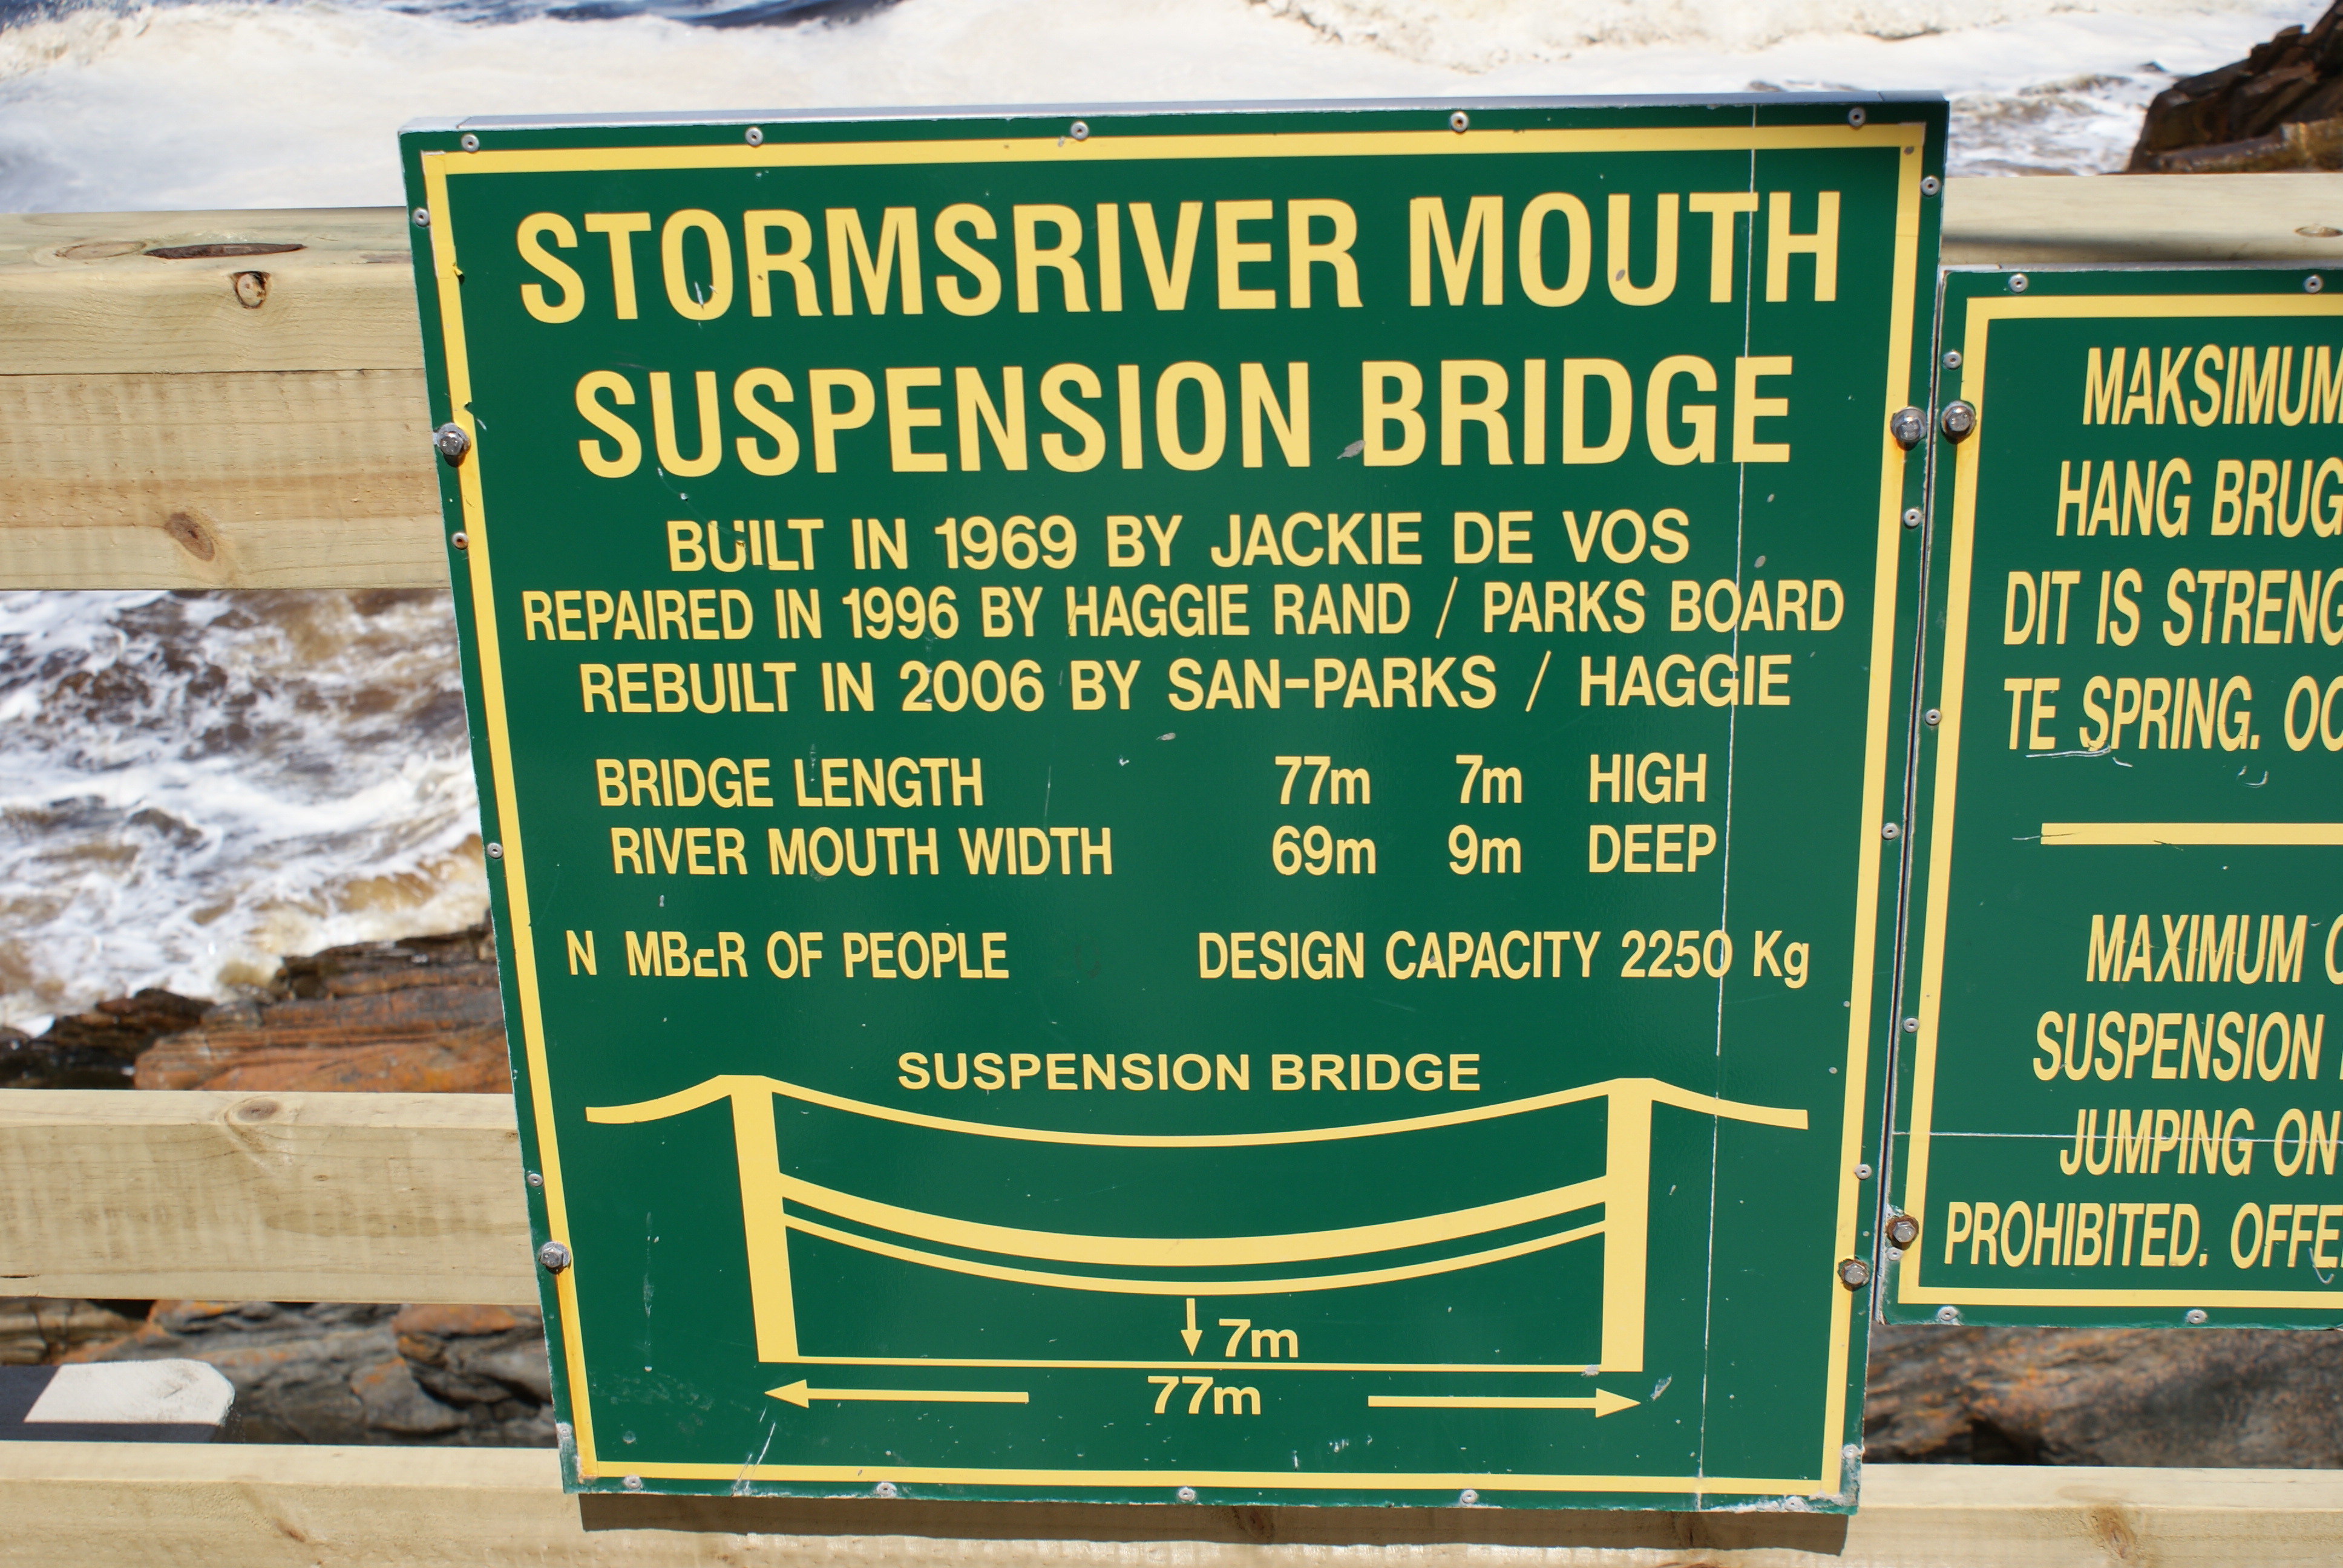 STORMSRIVER MOUTH
SUSPENSION BRIDGE
BUILT IN 1969 BY JACKIE DE VOS
REPAIRED IN 1996 BY HAGGIE RAND / PARKS BOARD
REBUILT IN 2006 BY SAN-PARKS / HAGGIE
BRIDGE LENGTH 77m 7m HIGH
RIVER MOUTH WIDTH 69m 9m DEEP
N MBER OF PEOPLE DESIGN CAPACITY 2250 Kg
SUSPENSION BRIDGE
7m
77m
MAKSIMUM
HANG BRUG
DIT IS STRENG
TE SPRING. OO
MAXIMUM
SUSPENSION
JUMPING ON
PROHIBITED. OFFE